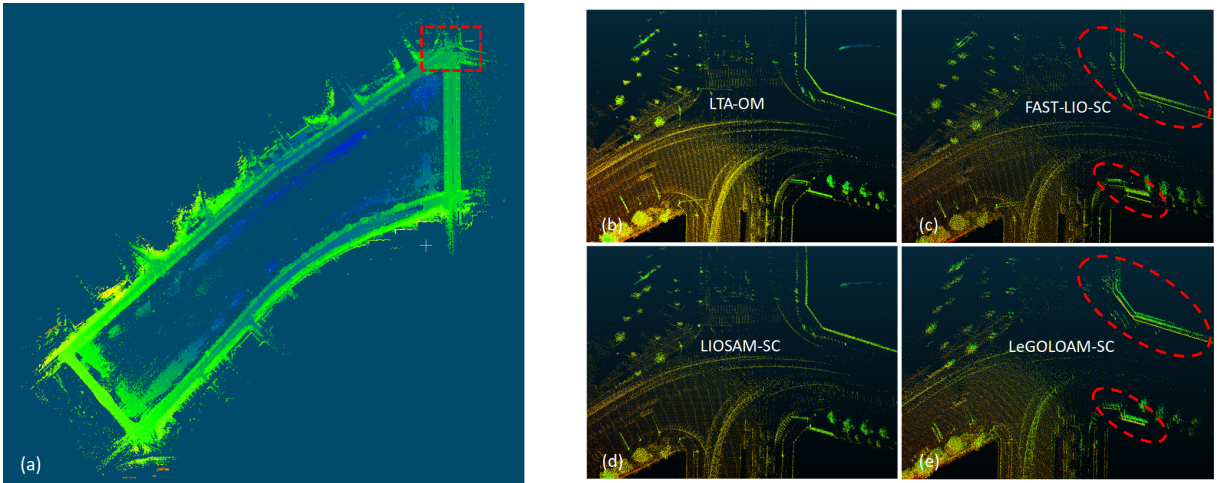 (a)
LTA-OM
(b)
FAST-LIO-SC
(c)
LIOSAM-SC
(d)
LeGOLOAM-SC
(e)